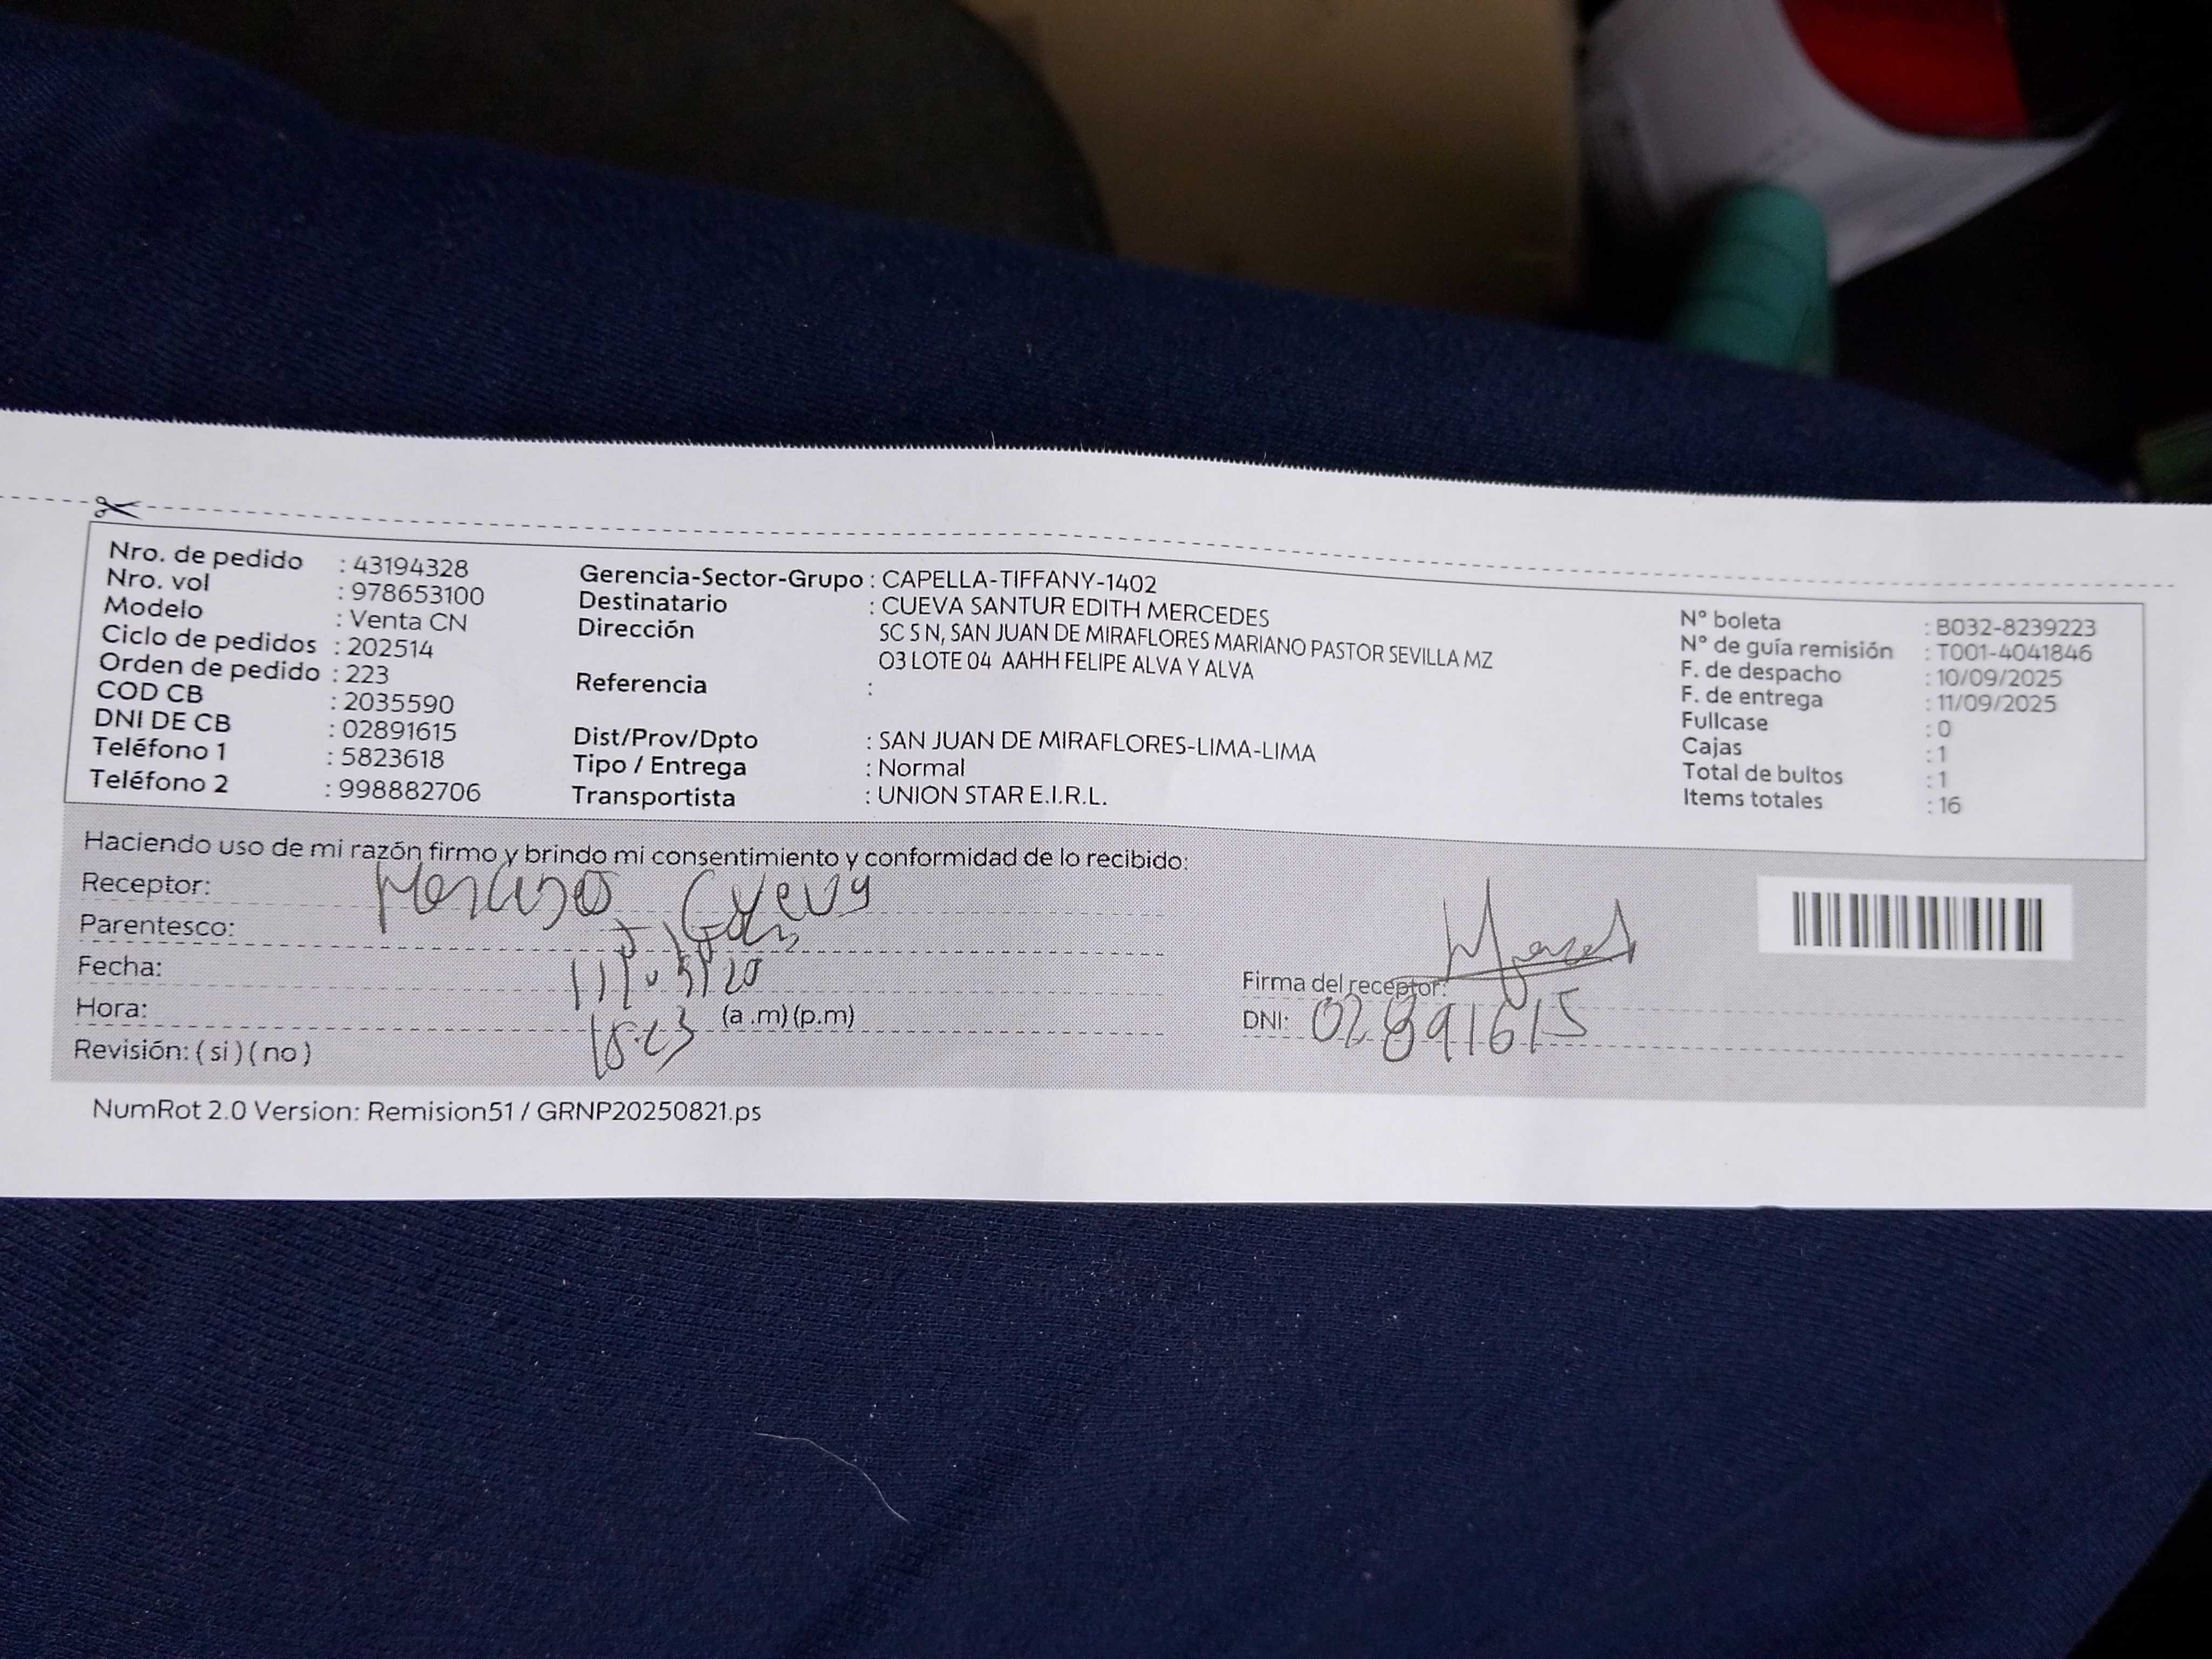 Nro. de pedido : 43194328
Nro. vol : 978653100
Modelo : Venta CN
Ciclo de pedidos : 202514
Orden de pedido : 223
COD CB : 2035590
DNI DE CB : 02891615
Teléfono 1 : 5823618
Teléfono 2 : 998882706
Gerencia-Sector-Grupo : CAPELLA-TIFFANY-1402
Destinatario : CUEVA SANTUR EDITH MERCEDES
Dirección SC S N, SAN JUAN DE MIRAFLORES MARIANO PASTOR SEVILLA MZ
O3 LOTE 04 AAHH FELIPE ALVA Y ALVA
Referencia :
Dist/Prov/Dpto : SAN JUAN DE MIRAFLORES-LIMA-LIMA
Tipo / Entrega : Normal
Transportista : UNION STAR E.I.R.L.
N° boleta : B032-8239223
N° de guía remisión : T001-4041846
F. de despacho : 10/09/2025
F. de entrega : 11/09/2025
Fullcase : 0
Cajas : 1
Total de bultos : 1
Items totales : 16
Haciendo uso de mi razón firmo y brindo mi consentimiento y conformidad de lo recibido:
Receptor: Cueva
Parentesco:
Fecha:
Hora: (a .m) (p.m)
Revisión: ( si ) ( no )
Firma del receptor:
DNI: 02891615
NumRot 2.0 Version: Remision51 / GRNP20250821.ps